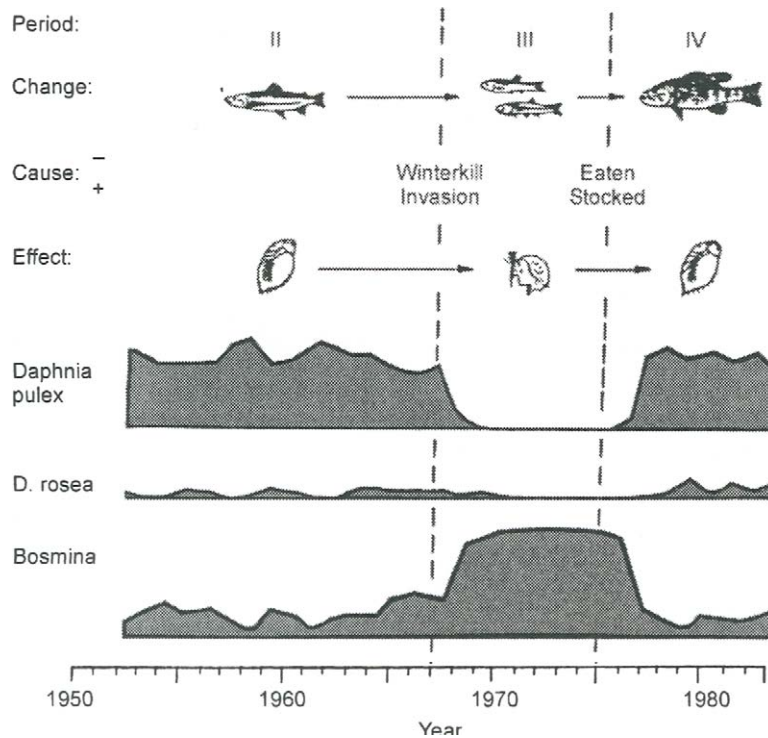 Period: II III IV
Change:
Cause: −
+
Winterkill Eaten
Invasion Stocked
Effect:
Daphnia
pulex
D. rosea
Bosmina
1950 1960 1970 1980
Year